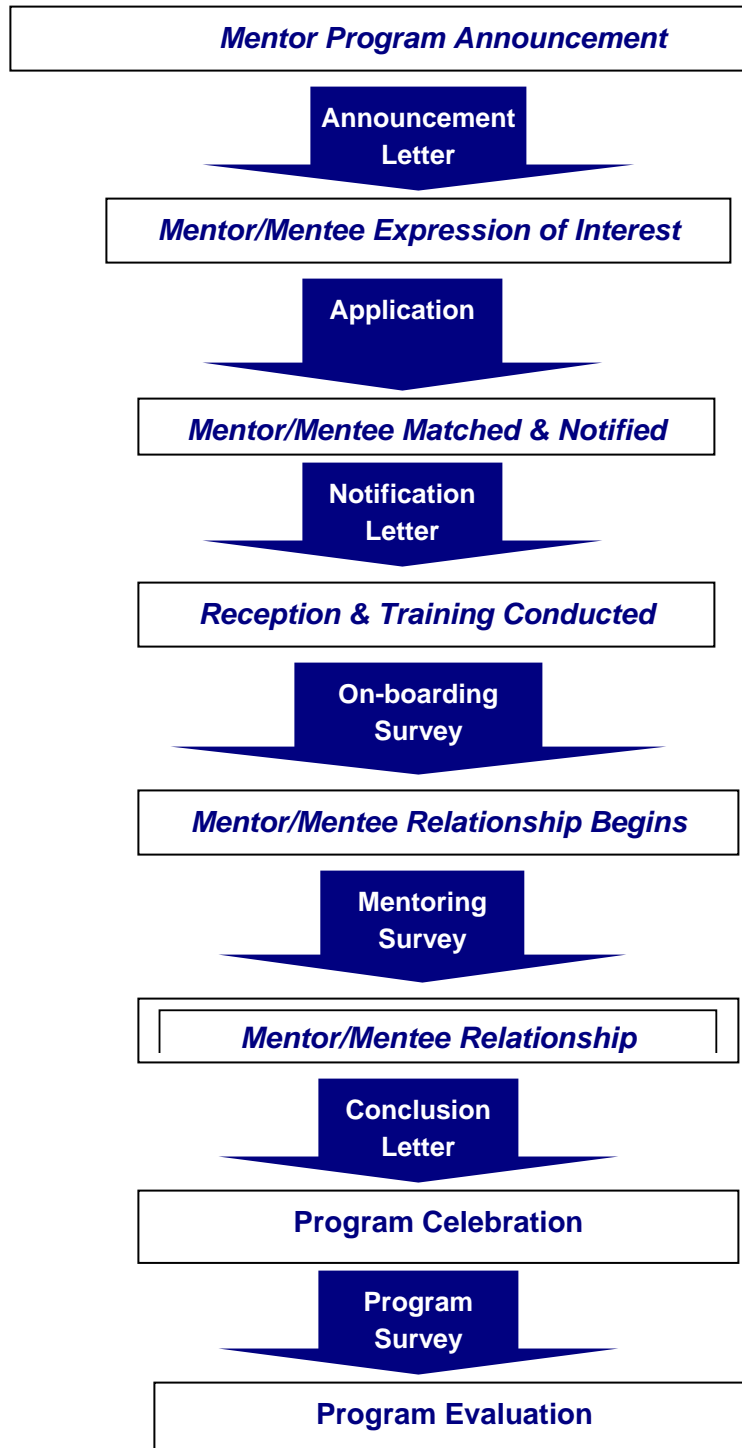 Mentor Program Announcement
Announcement
Letter
Mentor/Mentee Expression of Interest
Application
Mentor/Mentee Matched & Notified
Notification
Letter
Reception & Training Conducted
On-boarding
Survey
Mentor/Mentee Relationship Begins
Mentoring
Survey
Mentor/Mentee Relationship
Conclusion
Letter
Program Celebration
Program
Survey
Program Evaluation